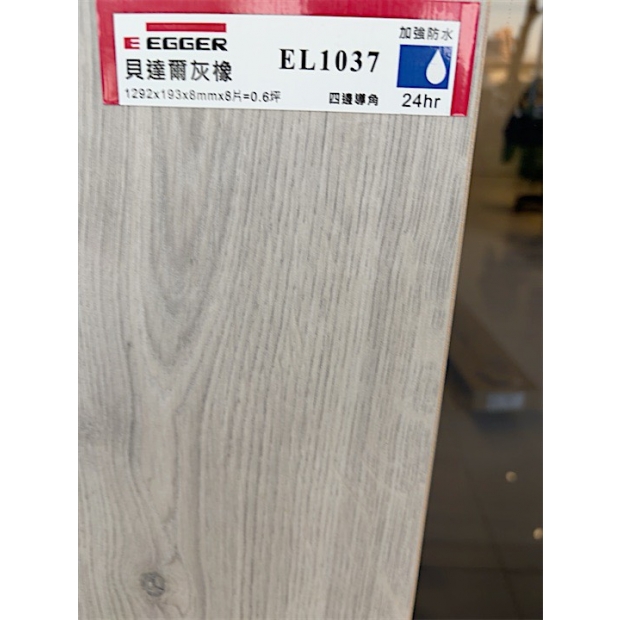 E EGGER
貝達爾灰橡
EL1037
1292x193x8mmx8片=0.6坪
四邊導角
加強防水
24hr